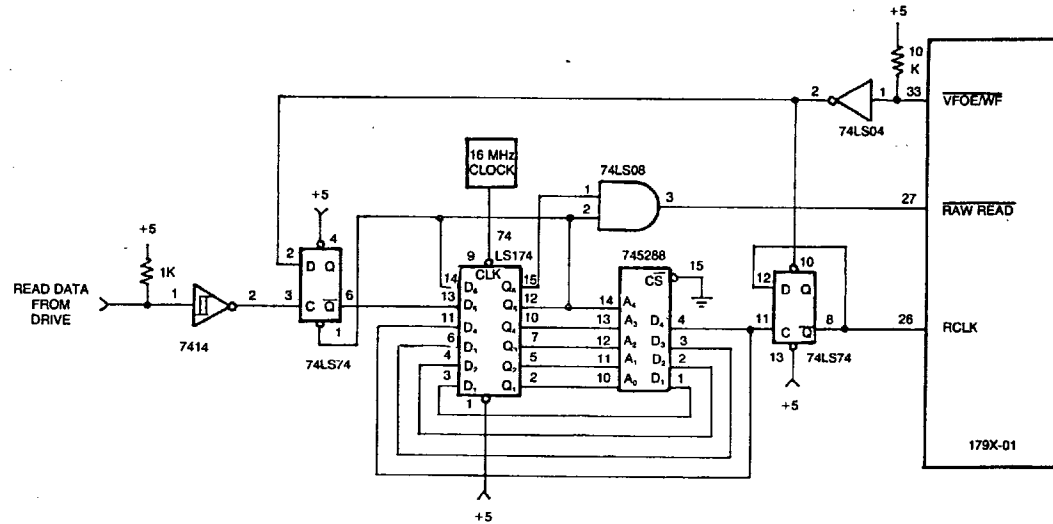 +5
10
K
2
1
33
VFOE/WF
74LS04
16 MHz
CLOCK
74LS08
1
2
3
27
RAW READ
+5
4
2
D
Q
1K
READ DATA
FROM
DRIVE
1
2
3
C
Q
6
1
7414
74LS74
+5
74
LS174
9
CLK
14
D6
Q6
15
13
D5
Q5
12
11
D4
Q4
10
6
D3
Q3
7
4
D2
Q2
5
3
D1
Q1
2
1
+5
745288
CS
15
14
A4
13
A3
D4
4
12
A2
D3
3
11
A1
D2
2
10
A0
D1
1
10
12
D
Q
11
C
Q
8
13
74LS74
+5
26
RCLK
179X-01